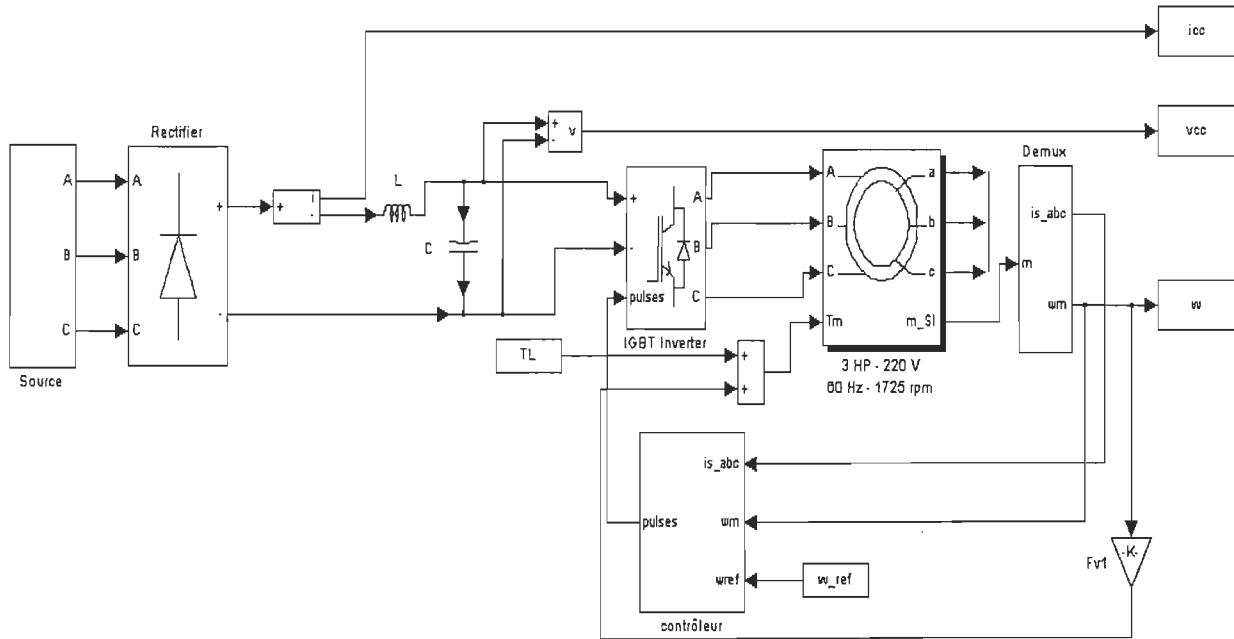 icc
Rectifier
vcc
+
v
-
Demux
A
A
L
A
A
a
+
+
i
-
+
is_abc
B
B
C
-
B
B
b
m
C
C
-
pulses
C
C
c
wm
w
Source
IGBT Inverter
Tm
m_SI
TL
+
+
3 HP - 220 V
60 Hz - 1725 rpm
is_abc
pulses
wm
-K-
Fv1
wref
w_ref
contrôleur